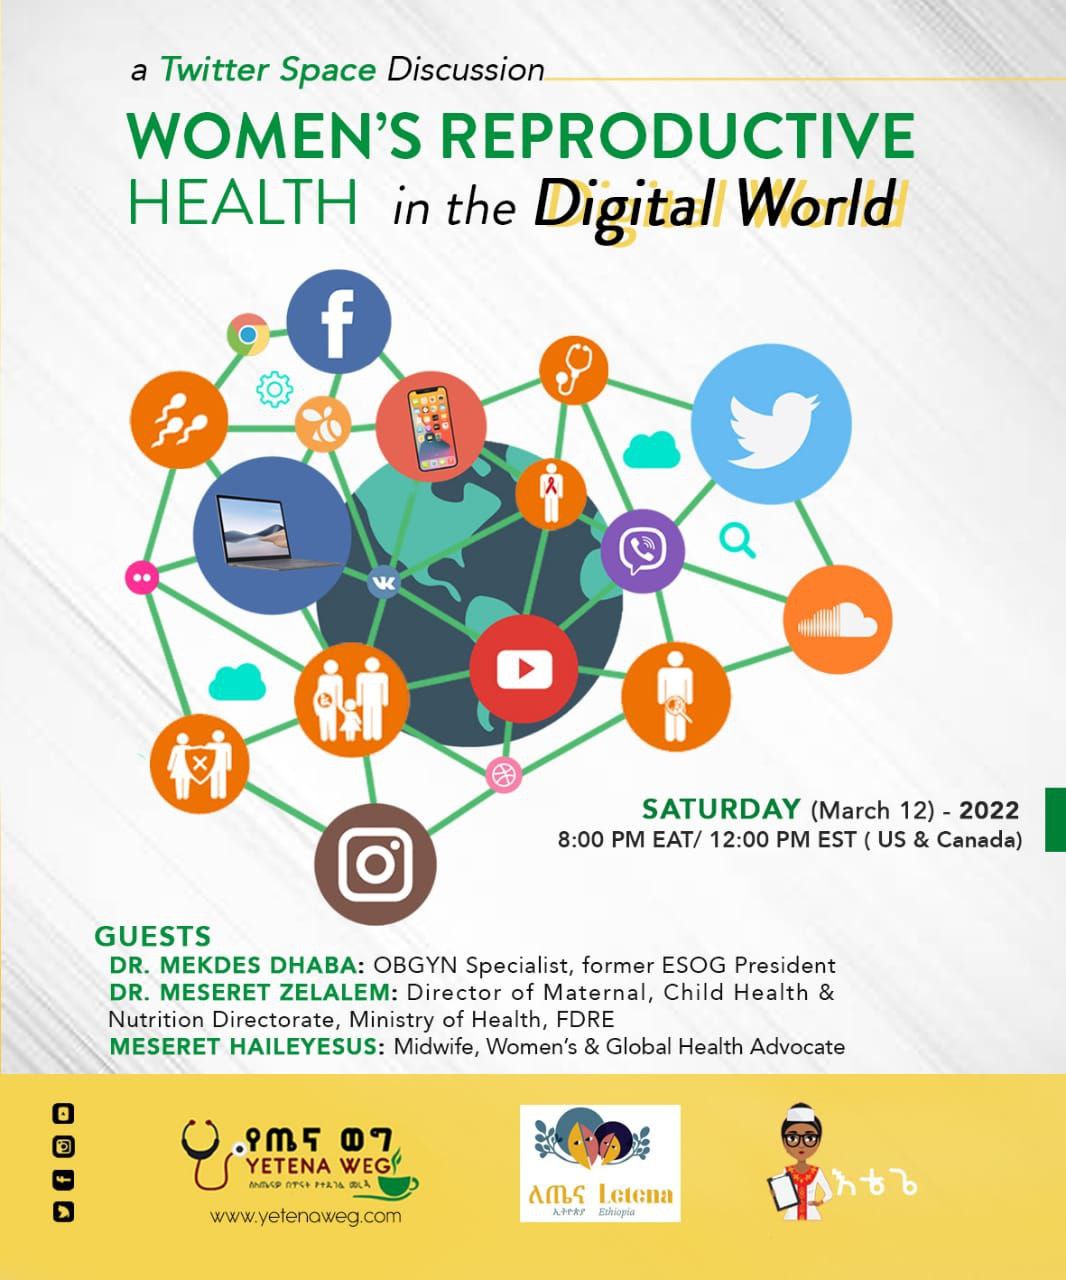 a Twitter Space Discussion
WOMEN'S REPRODUCTIVE
HEALTH in the Digital World
SATURDAY (March 12) - 2022
8:00 PM EAT/ 12:00 PM EST ( US & Canada)
GUESTS
DR. MEKDES DHABA: OBGYN Specialist, former ESOG President
DR. MESERET ZELALEM: Director of Maternal, Child Health &
Nutrition Directorate, Ministry of Health, FDRE
MESERET HAILEYESUS: Midwife, Women's & Global Health Advocate
የጤና ወግ
YETENA WEG
www.yetenaweg.com
ለጤና Letena
ኢትዮጵያ Ethiopia
እቴጌ